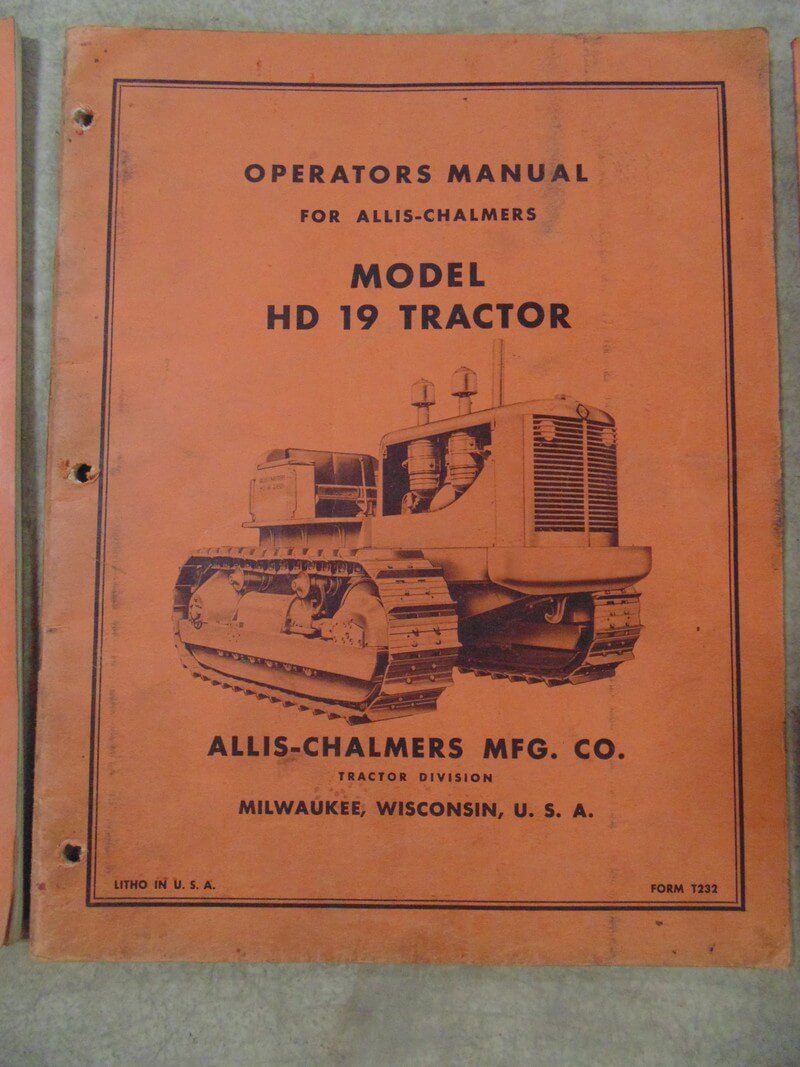 OPERATORS MANUAL
FOR ALLIS-CHALMERS
MODEL
HD 19 TRACTOR
ALLIS-CHALMERS MFG. CO.
TRACTOR DIVISION
MILWAUKEE, WISCONSIN, U. S. A.
LITHO IN U. S. A.
FORM T232